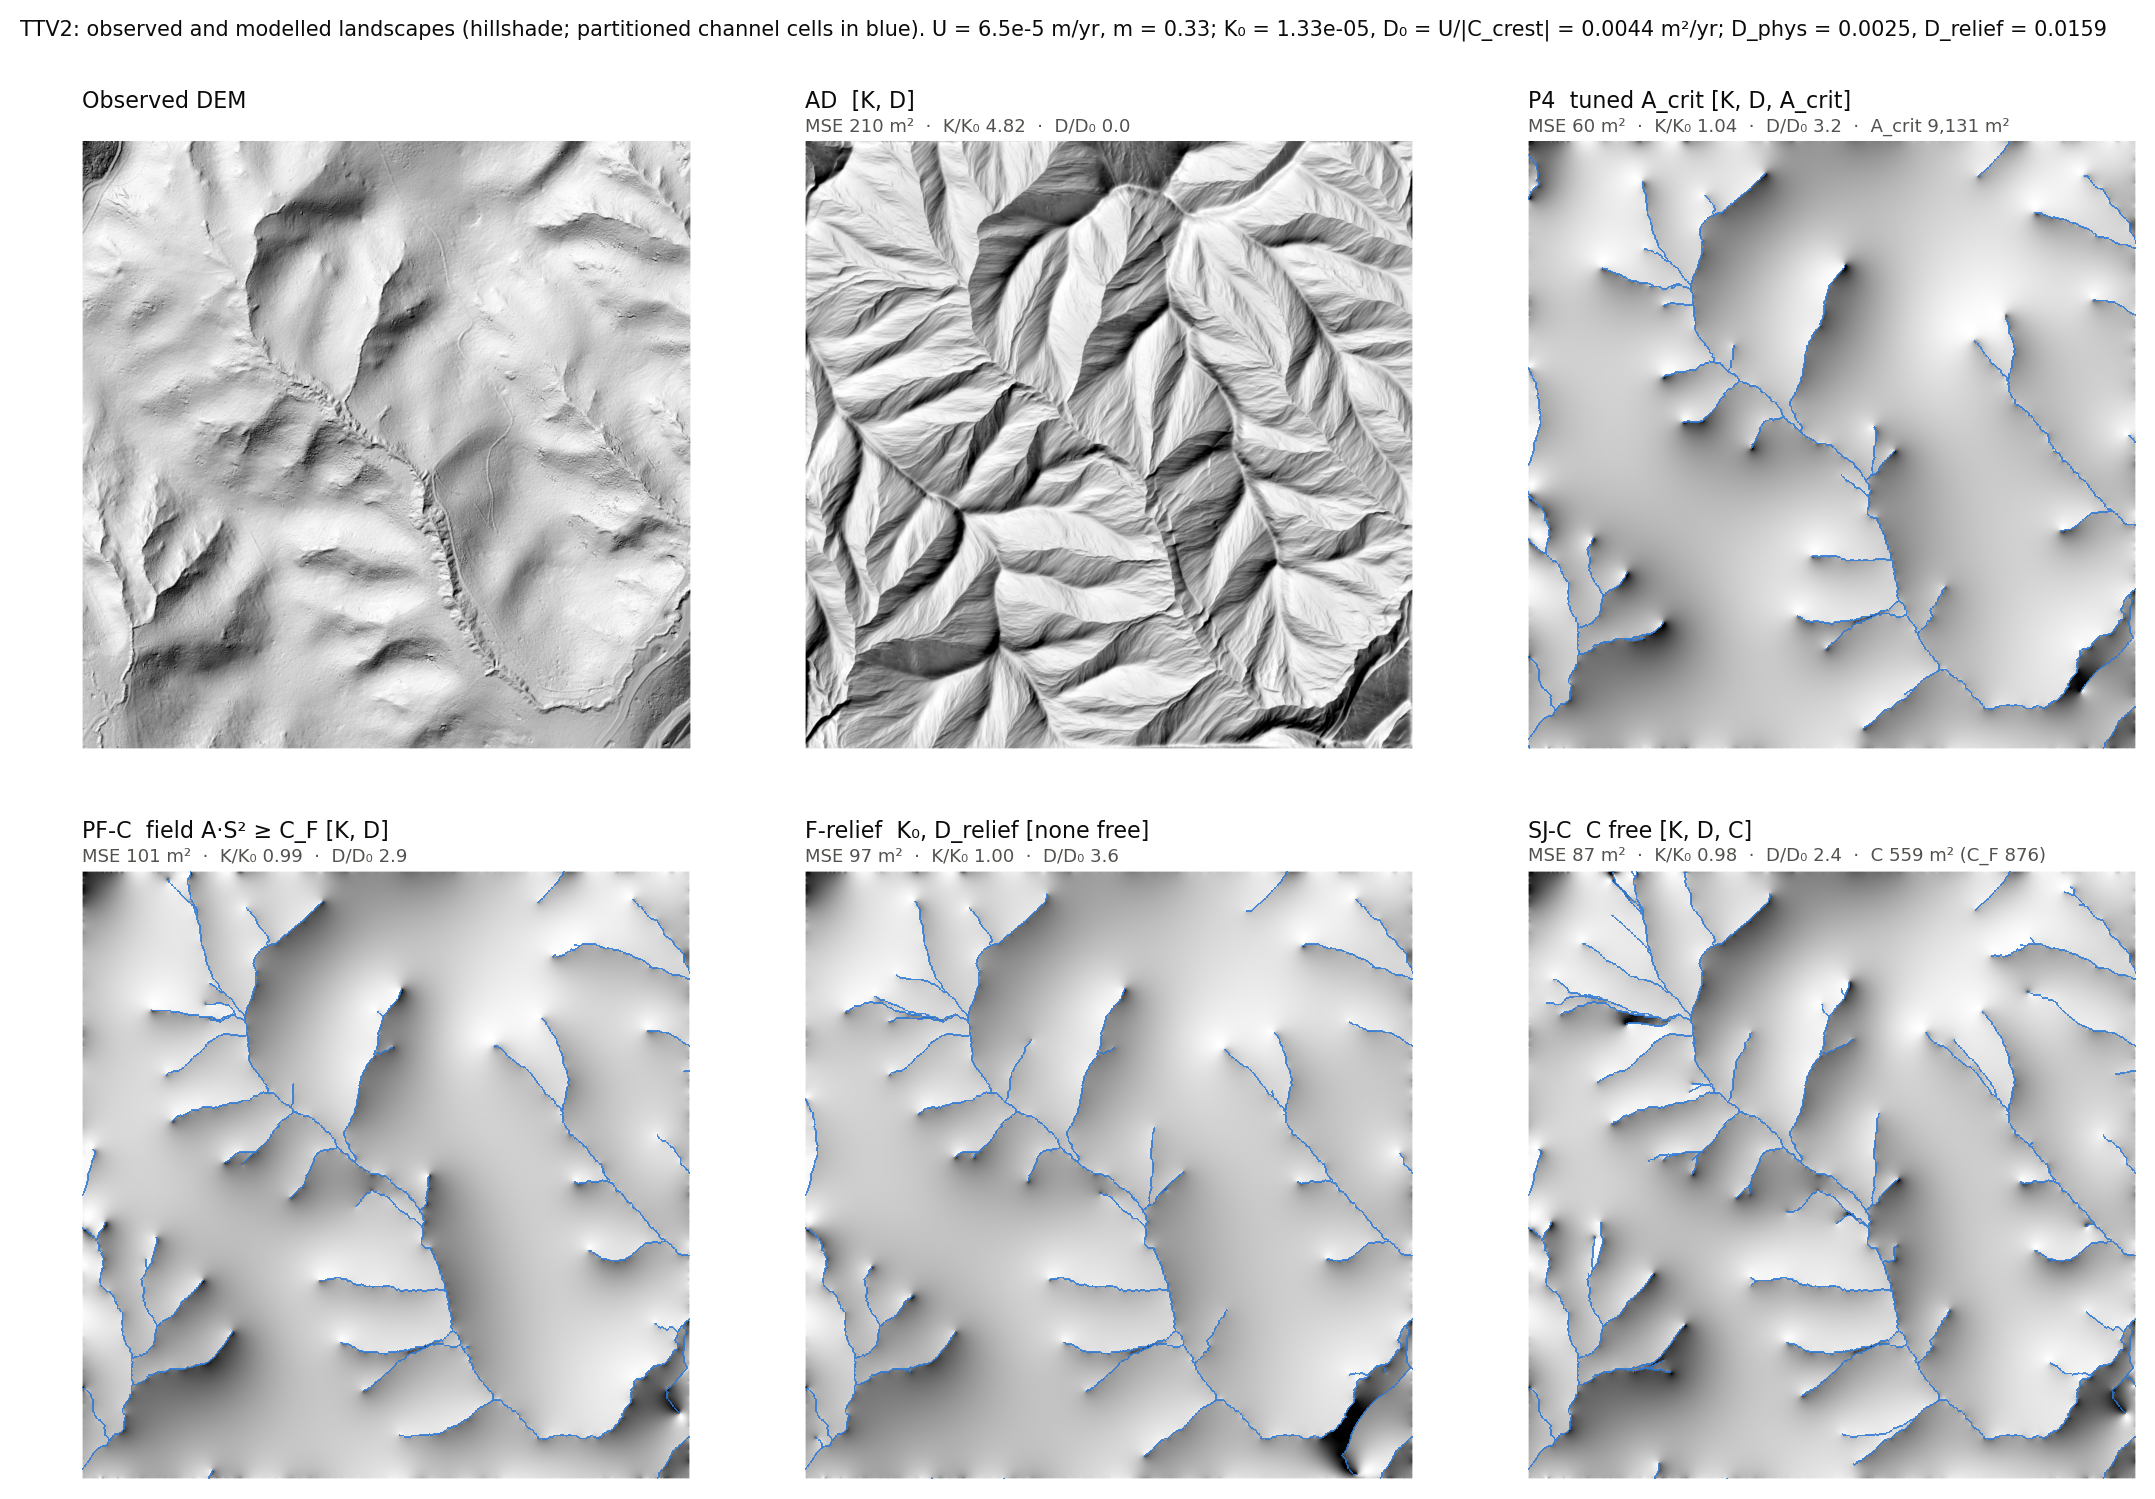 TTV2: observed and modelled landscapes (hillshade; partitioned channel cells in blue). U = 6.5e-5 m/yr, m = 0.33; K₀ = 1.33e-05, D₀ = U/|C_crest| = 0.0044 m²/yr; D_phys = 0.0025, D_relief = 0.0159
Observed DEM
AD  [K, D]
MSE 210 m²  ·  K/K₀ 4.82  ·  D/D₀ 0.0
P4  tuned A_crit [K, D, A_crit]
MSE 60 m²  ·  K/K₀ 1.04  ·  D/D₀ 3.2  ·  A_crit 9,131 m²
PF-C  field A·S² ≥ C_F [K, D]
MSE 101 m²  ·  K/K₀ 0.99  ·  D/D₀ 2.9
F-relief  K₀, D_relief [none free]
MSE 97 m²  ·  K/K₀ 1.00  ·  D/D₀ 3.6
SJ-C  C free [K, D, C]
MSE 87 m²  ·  K/K₀ 0.98  ·  D/D₀ 2.4  ·  C 559 m² (C_F 876)